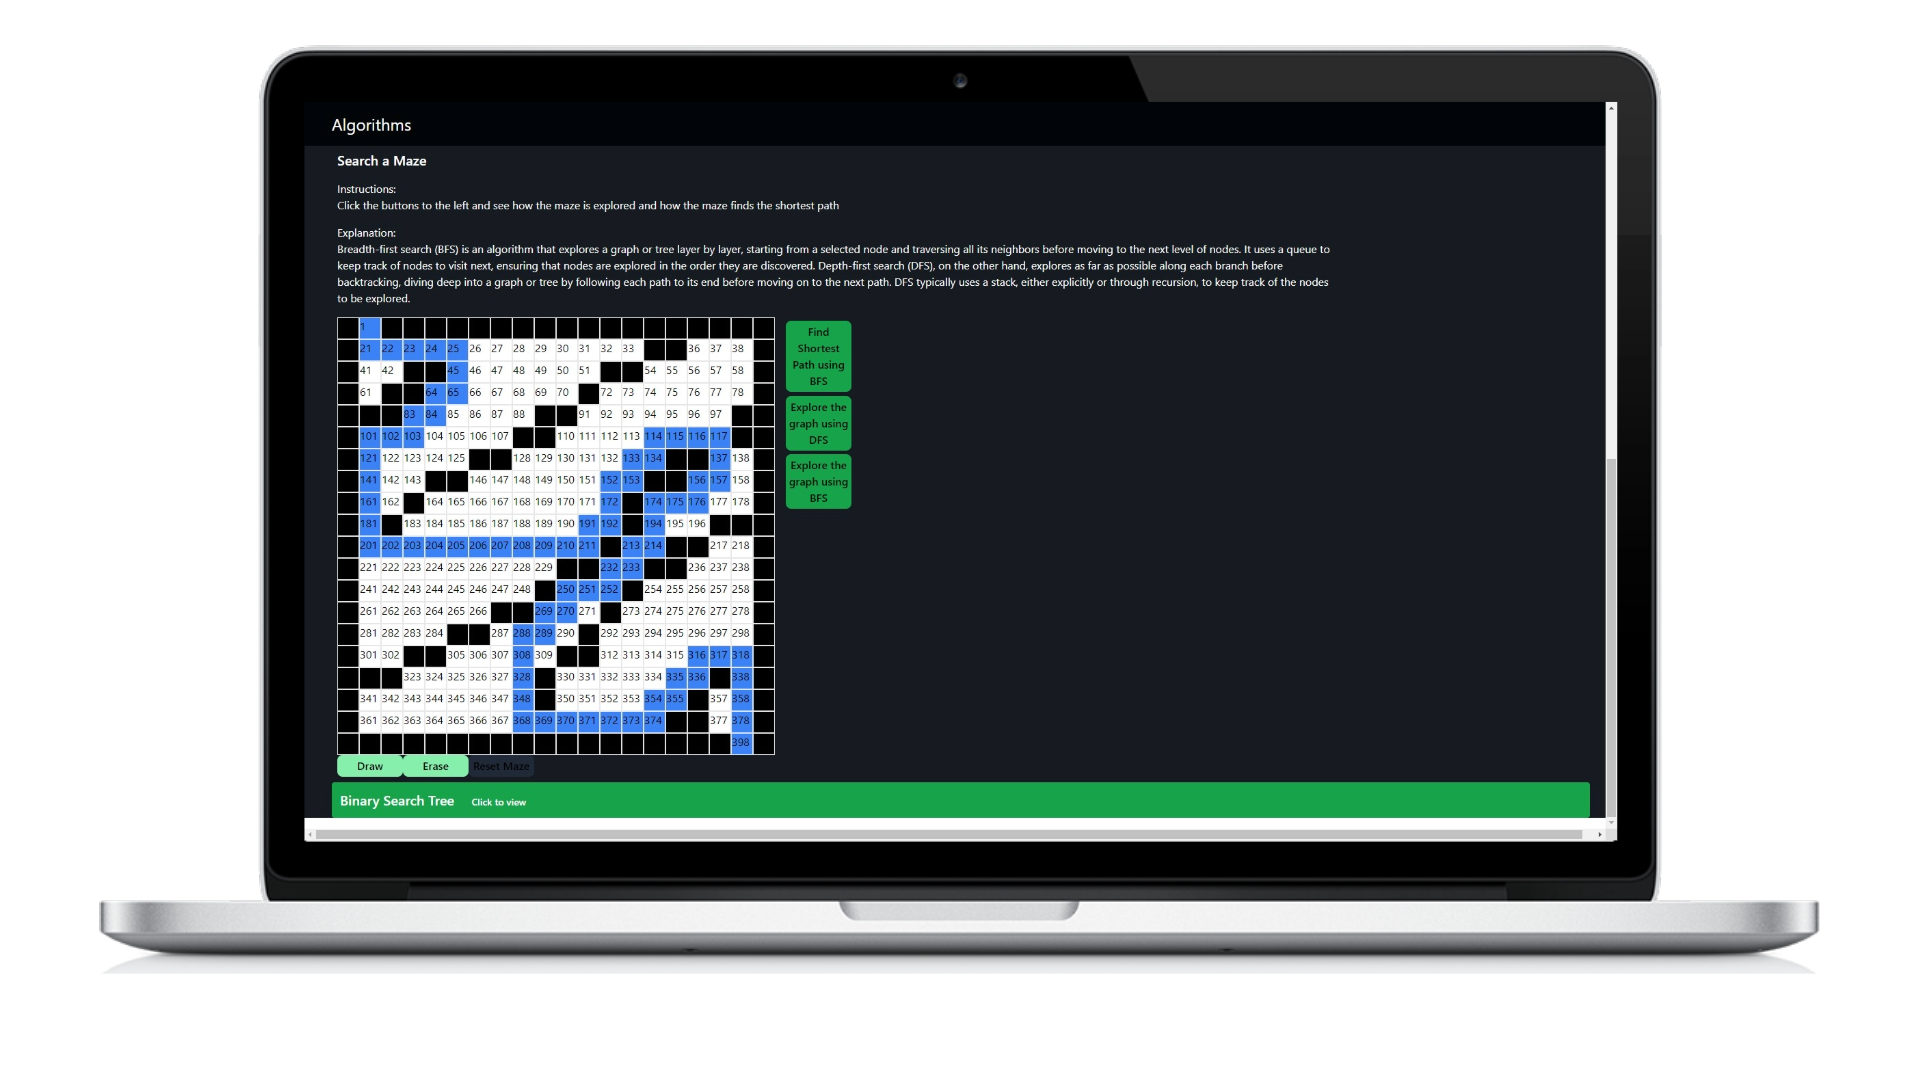 Algorithms
Search a Maze
Instructions:
Click the buttons to the left and see how the maze is explored and how the maze finds the shortest path
Explanation:
Breadth-first search (BFS) is an algorithm that explores a graph or tree layer by layer, starting from a selected node and traversing all its neighbors before moving to the next level of nodes. It uses a queue to
keep track of nodes to visit next, ensuring that nodes are explored in the order they are discovered. Depth-first search (DFS), on the other hand, explores as far as possible along each branch before
backtracking, diving deep into a graph or tree by following each path to its end before moving on to the next path. DFS typically uses a stack, either explicitly or through recursion, to keep track of the nodes
to be explored.
1
21 22 23 24 25 26 27 28 29 30 31 32 33 36 37 38
41 42 45 46 47 48 49 50 51 54 55 56 57 58
61 64 65 66 67 68 69 70 72 73 74 75 76 77 78
83 84 85 86 87 88 91 92 93 94 95 96 97
101 102 103 104 105 106 107 110 111 112 113 114 115 116 117
121 122 123 124 125 128 129 130 131 132 133 134 137 138
141 142 143 146 147 148 149 150 151 152 153 156 157 158
161 162 164 165 166 167 168 169 170 171 172 174 175 176 177 178
181 183 184 185 186 187 188 189 190 191 192 194 195 196
201 202 203 204 205 206 207 208 209 210 211 213 214 217 218
221 222 223 224 225 226 227 228 229 232 233 236 237 238
241 242 243 244 245 246 247 248 250 251 252 254 255 256 257 258
261 262 263 264 265 266 269 270 271 273 274 275 276 277 278
281 282 283 284 287 288 289 290 292 293 294 295 296 297 298
301 302 305 306 307 308 309 312 313 314 315 316 317 318
323 324 325 326 327 328 330 331 332 333 334 335 336 338
341 342 343 344 345 346 347 348 350 351 352 353 354 355 357 358
361 362 363 364 365 366 367 368 369 370 371 372 373 374 377 378
398
Find
Shortest
Path using
BFS
Explore the
graph using
DFS
Explore the
graph using
BFS
Draw Erase Reset Maze
Binary Search Tree Click to view